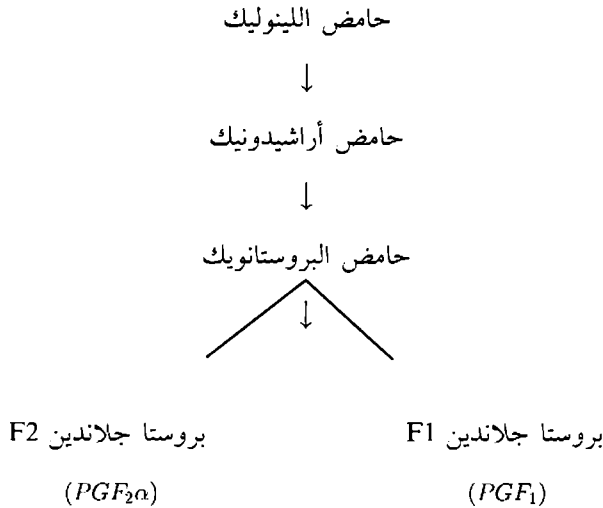 حامض اللينوليك
↓
حامض أراشيدونيك
↓
حامض البروستانويك
↓
بروستا جلاندين F1 بروستا جلاندين F2
(PGF₁) (PGF₂α)